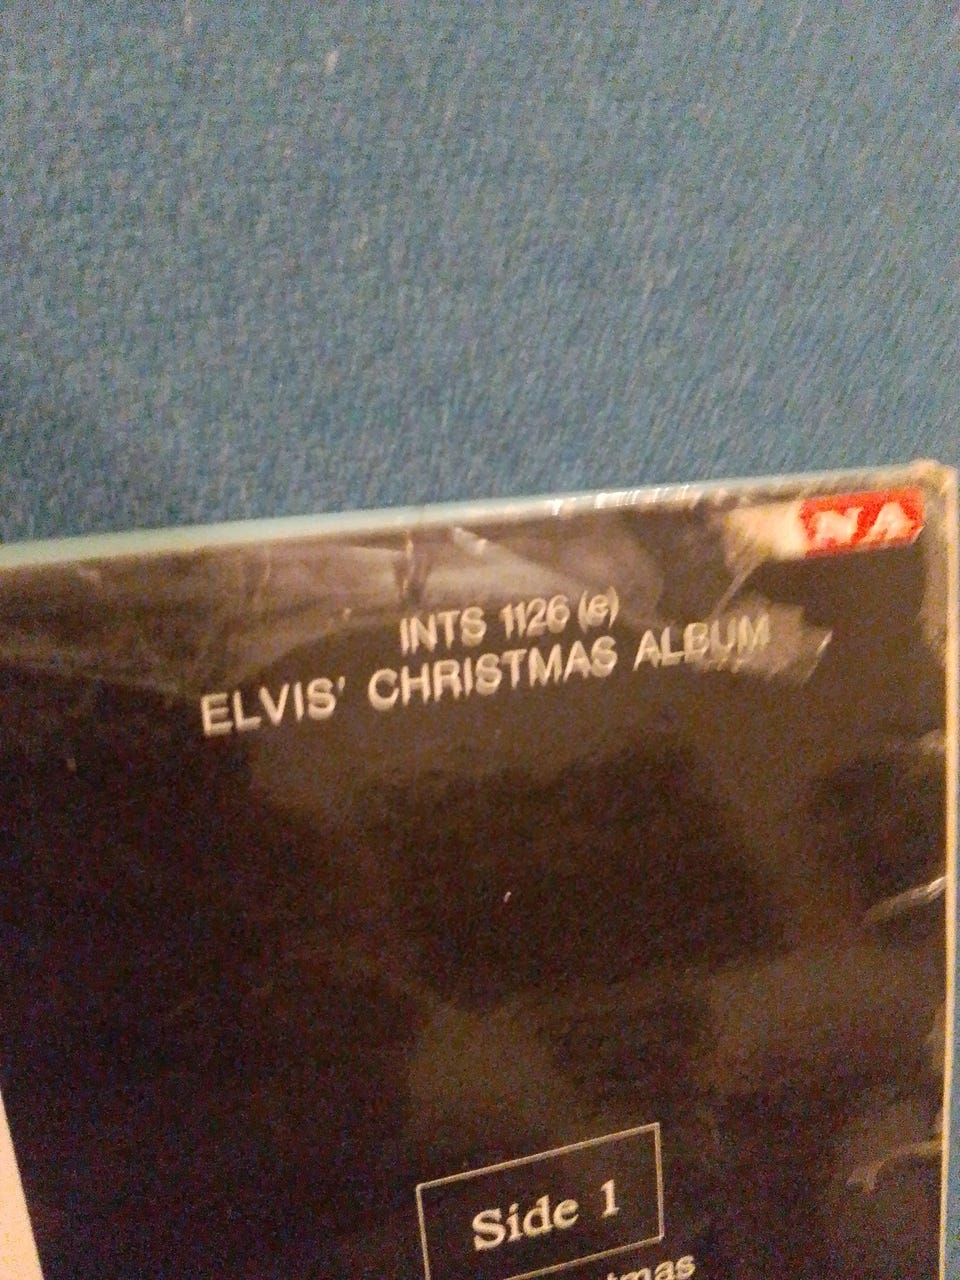 NA
INTS 1126 (e)
ELVIS' CHRISTMAS ALBUM
Side 1